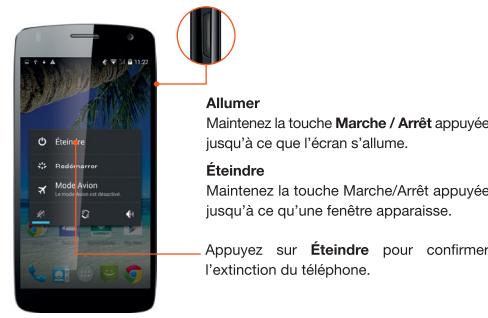 11:22
Éteindre
Redémarrer
Mode Avion
Le mode Avion est désactivé.
Allumer
Maintenez la touche Marche / Arrêt appuyée
jusqu'à ce que l'écran s'allume.
Éteindre
Maintenez la touche Marche/Arrêt appuyée
jusqu'à ce qu'une fenêtre apparaisse.
Appuyez sur Éteindre pour confirmer
l'extinction du téléphone.